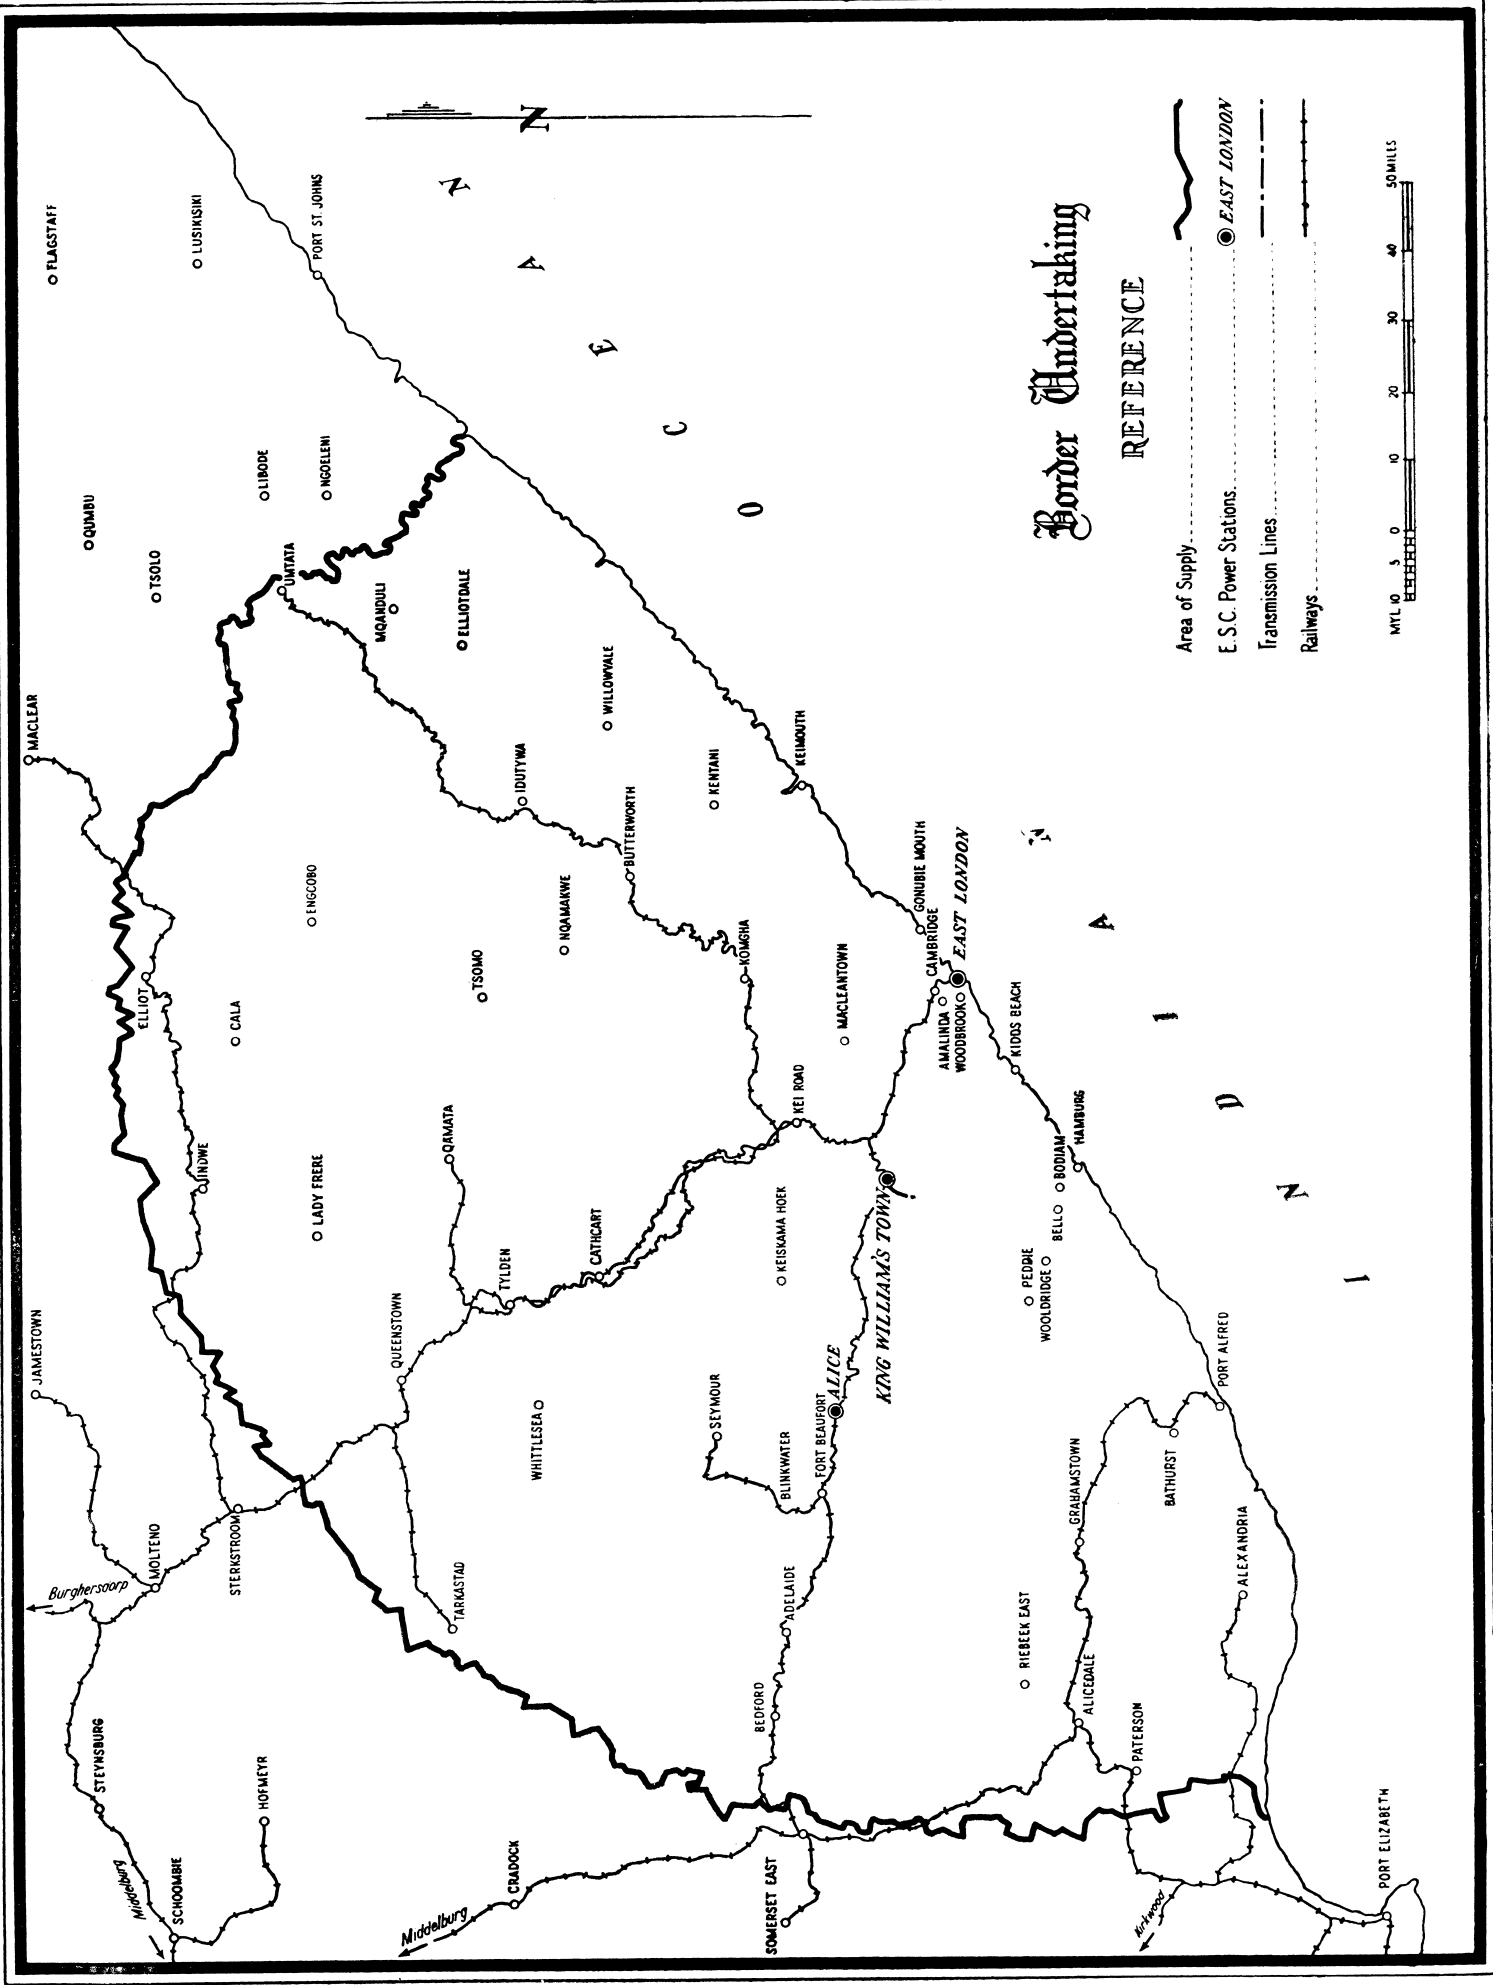 JAMESTOWN
MACLEAR
FLAGSTAFF
Burghersdorp
MOLTENO
STEYNSBURG
Middelburg
SCHOOMBIE
HOFMEYR
STERKSTROOM
INDWE
ELLIOT
CALA
ENGCOBO
LADY FRERE
TSOLO
QUMBU
LUSIKISIKI
LIBODE
NGOELENI
PORT ST. JOHNS
UMTATA
MQANDULI
ELLIOTDALE
QUEENSTOWN
TARKASTAD
QAMATA
TSOMO
TYLDEN
IDUTYWA
WILLOWVALE
NQAMAKWE
BUTTERWORTH
WHITTLESEA
CATHCART
CRADOCK
Middelburg
KENTANI
KOMGHA
KEIMOUTH
SEYMOUR
BLINKWATER
KEISKAMA HOEK
KEI ROAD
MACLEANTOWN
BEDFORD
ADELAIDE
FORT BEAUFORT
ALICE
KING WILLIAM'S TOWN
SOMERSET EAST
GONUBIE MOUTH
CAMBRIDGE
EAST LONDON
AMALINDA
WOODBROOK
KIDDS BEACH
PEDDIE
WOOLDRIDGE
BELL
BODIAM
HAMBURG
RIEBEEK EAST
GRAHAMSTOWN
ALICEDALE
PATERSON
BATHURST
PORT ALFRED
ALEXANDRIA
Kirkwood
PORT ELIZABETH
INDIAN OCEAN
N
Border Undertaking
REFERENCE
Area of Supply
E.S.C. Power Stations EAST LONDON
Transmission Lines
Railways
MYL 10 5 0 10 20 30 40 50 MILES